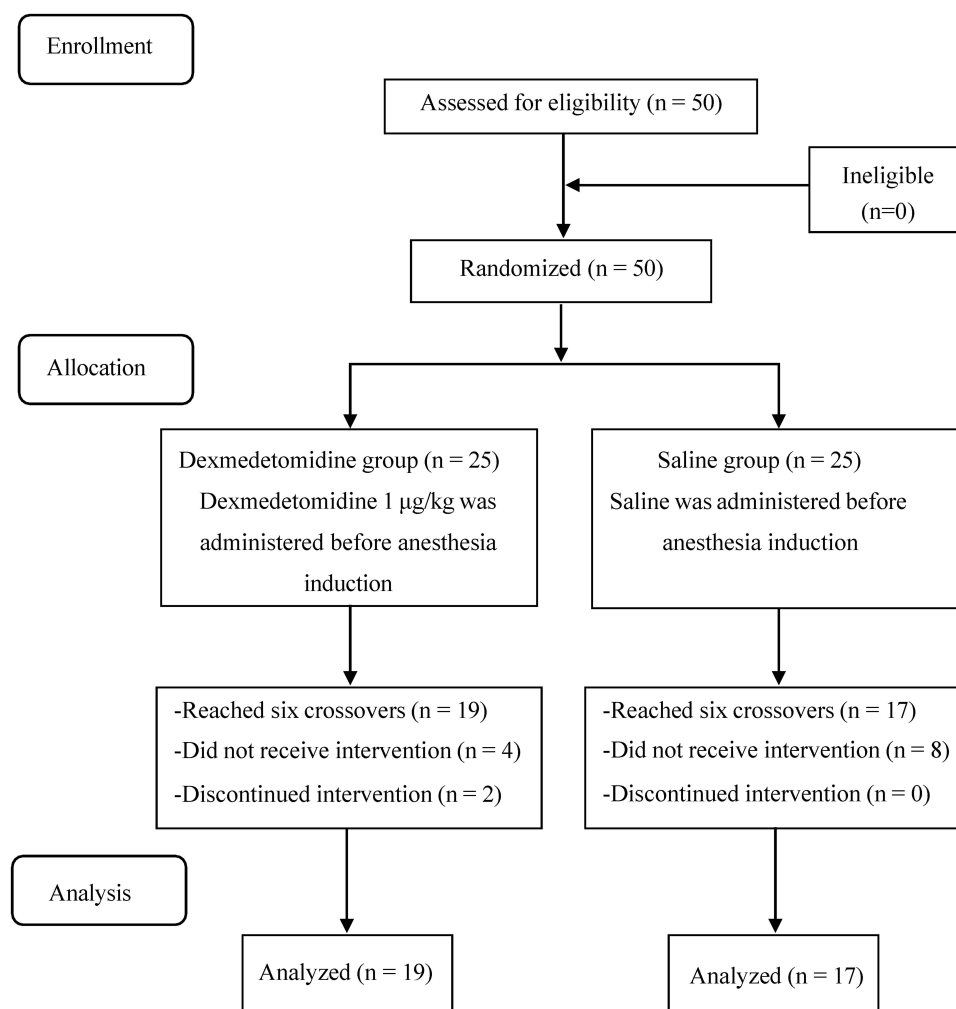 Enrollment
Assessed for eligibility (n = 50)
Ineligible
(n=0)
Randomized (n = 50)
Allocation
Dexmedetomidine group (n = 25)
Dexmedetomidine 1 μg/kg was
administered before anesthesia
induction
Saline group (n = 25)
Saline was administered before
anesthesia induction
-Reached six crossovers (n = 19)
-Did not receive intervention (n = 4)
-Discontinued intervention (n = 2)
-Reached six crossovers (n = 17)
-Did not receive intervention (n = 8)
-Discontinued intervention (n = 0)
Analysis
Analyzed (n = 19)
Analyzed (n = 17)